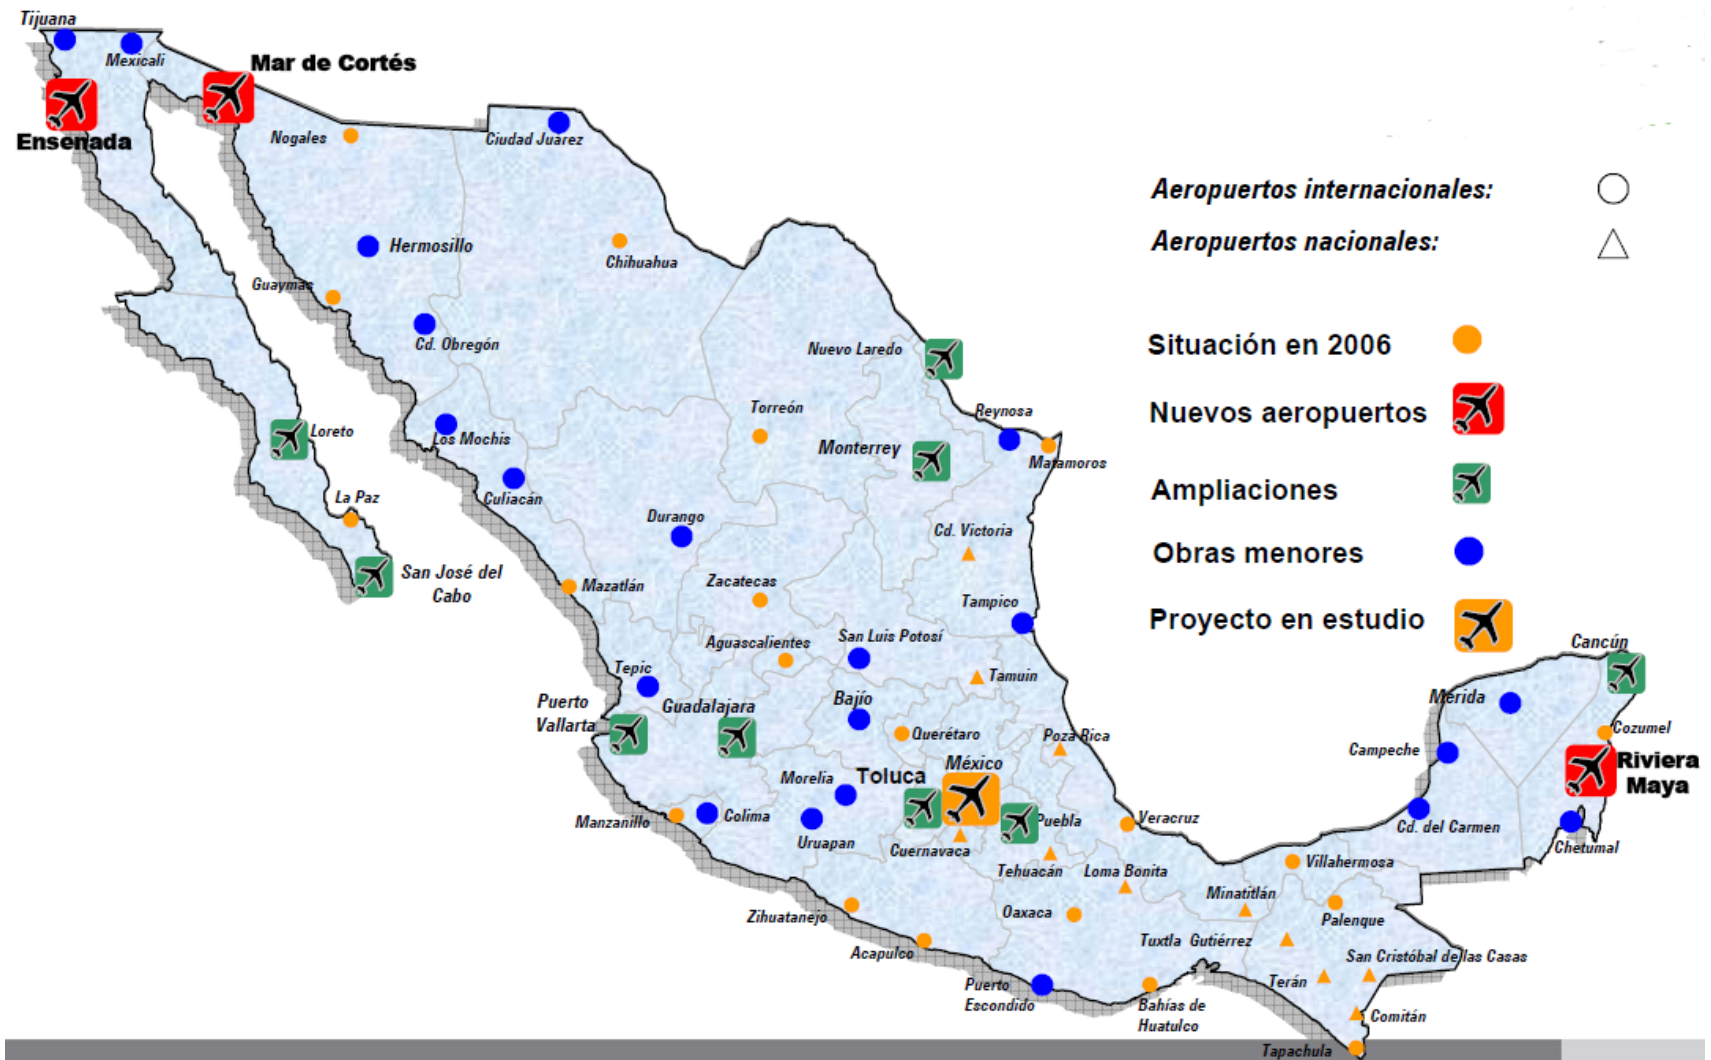 Tijuana
Mexicali
Mar de Cortés
Ensenada
Nogales
Ciudad Juarez
Aeropuertos internacionales:
Aeropuertos nacionales:
Hermosillo
Chihuahua
Guaymas
Cd. Obregón
Nuevo Laredo
Situación en 2006
Nuevos aeropuertos
Torreón
Reynosa
Loreto
Los Mochis
Monterrey
Matamoros
Ampliaciones
La Paz
Culiacán
Durango
Cd. Victoria
Obras menores
San José del
Cabo
Mazatlán
Zacatecas
Tampico
Proyecto en estudio
Aguascalientes
San Luis Potosí
Cancún
Tepic
Tamuin
Puerto
Vallarta
Guadalajara
Bajío
Merida
Querétaro
Poza Rica
Cozumel
Campeche
México
Morelia
Toluca
Riviera
Maya
Manzanillo
Colima
Uruapan
Cuernavaca
Puebla
Veracruz
Cd. del Carmen
Chetumal
Tehuacán
Loma Bonita
Villahermosa
Minatitlán
Zihuatanejo
Oaxaca
Palenque
Acapulco
Tuxtla Gutiérrez
San Cristóbal de las Casas
Puerto
Escondido
Terán
Bahías de
Huatulco
Comitán
Tapachula